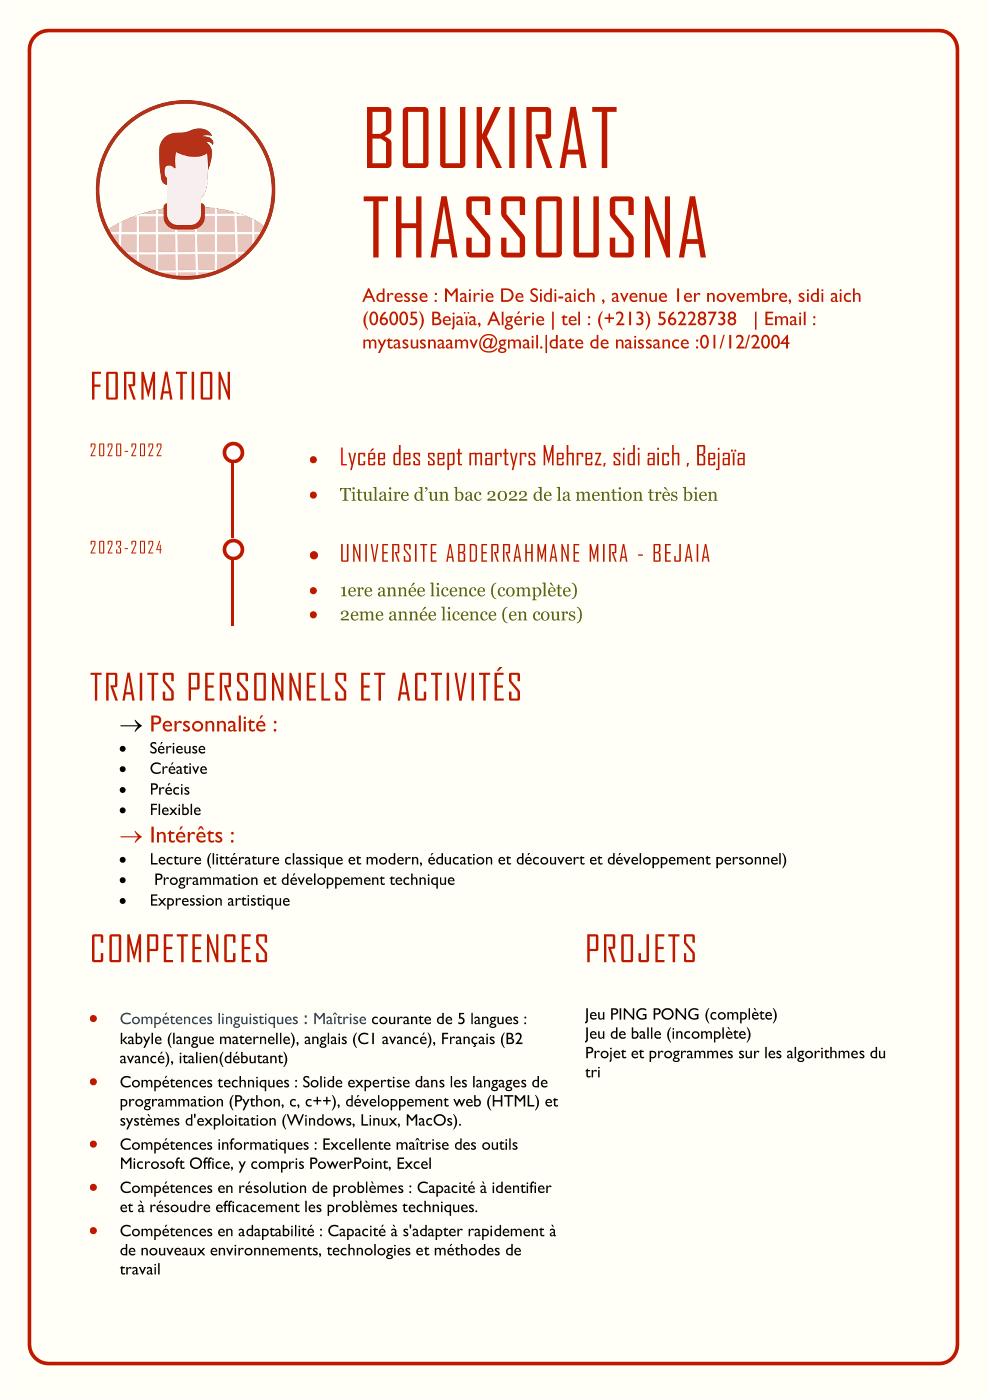 BOUKIRAT
THASSOUSNA
Adresse : Mairie De Sidi-aich , avenue 1er novembre, sidi aich
(06005) Bejaïa, Algérie | tel : (+213) 56228738 | Email :
mytasusnaamv@gmail.|date de naissance :01/12/2004
FORMATION
2020-2022
• Lycée des sept martyrs Mehrez, sidi aich , Bejaïa
• Titulaire d’un bac 2022 de la mention très bien
2023-2024
• UNIVERSITE ABDERRAHMANE MIRA - BEJAIA
• 1ere année licence (complète)
• 2eme année licence (en cours)
TRAITS PERSONNELS ET ACTIVITÉS
→ Personnalité :
• Sérieuse
• Créative
• Précis
• Flexible
→ Intérêts :
• Lecture (littérature classique et modern, éducation et découvert et développement personnel)
• Programmation et développement technique
• Expression artistique
COMPETENCES
• Compétences linguistiques : Maîtrise courante de 5 langues :
kabyle (langue maternelle), anglais (C1 avancé), Français (B2
avancé), italien(débutant)
• Compétences techniques : Solide expertise dans les langages de
programmation (Python, c, c++), développement web (HTML) et
systèmes d'exploitation (Windows, Linux, MacOs).
• Compétences informatiques : Excellente maîtrise des outils
Microsoft Office, y compris PowerPoint, Excel
• Compétences en résolution de problèmes : Capacité à identifier
et à résoudre efficacement les problèmes techniques.
• Compétences en adaptabilité : Capacité à s'adapter rapidement à
de nouveaux environnements, technologies et méthodes de
travail
PROJETS
Jeu PING PONG (complète)
Jeu de balle (incomplète)
Projet et programmes sur les algorithmes du
tri